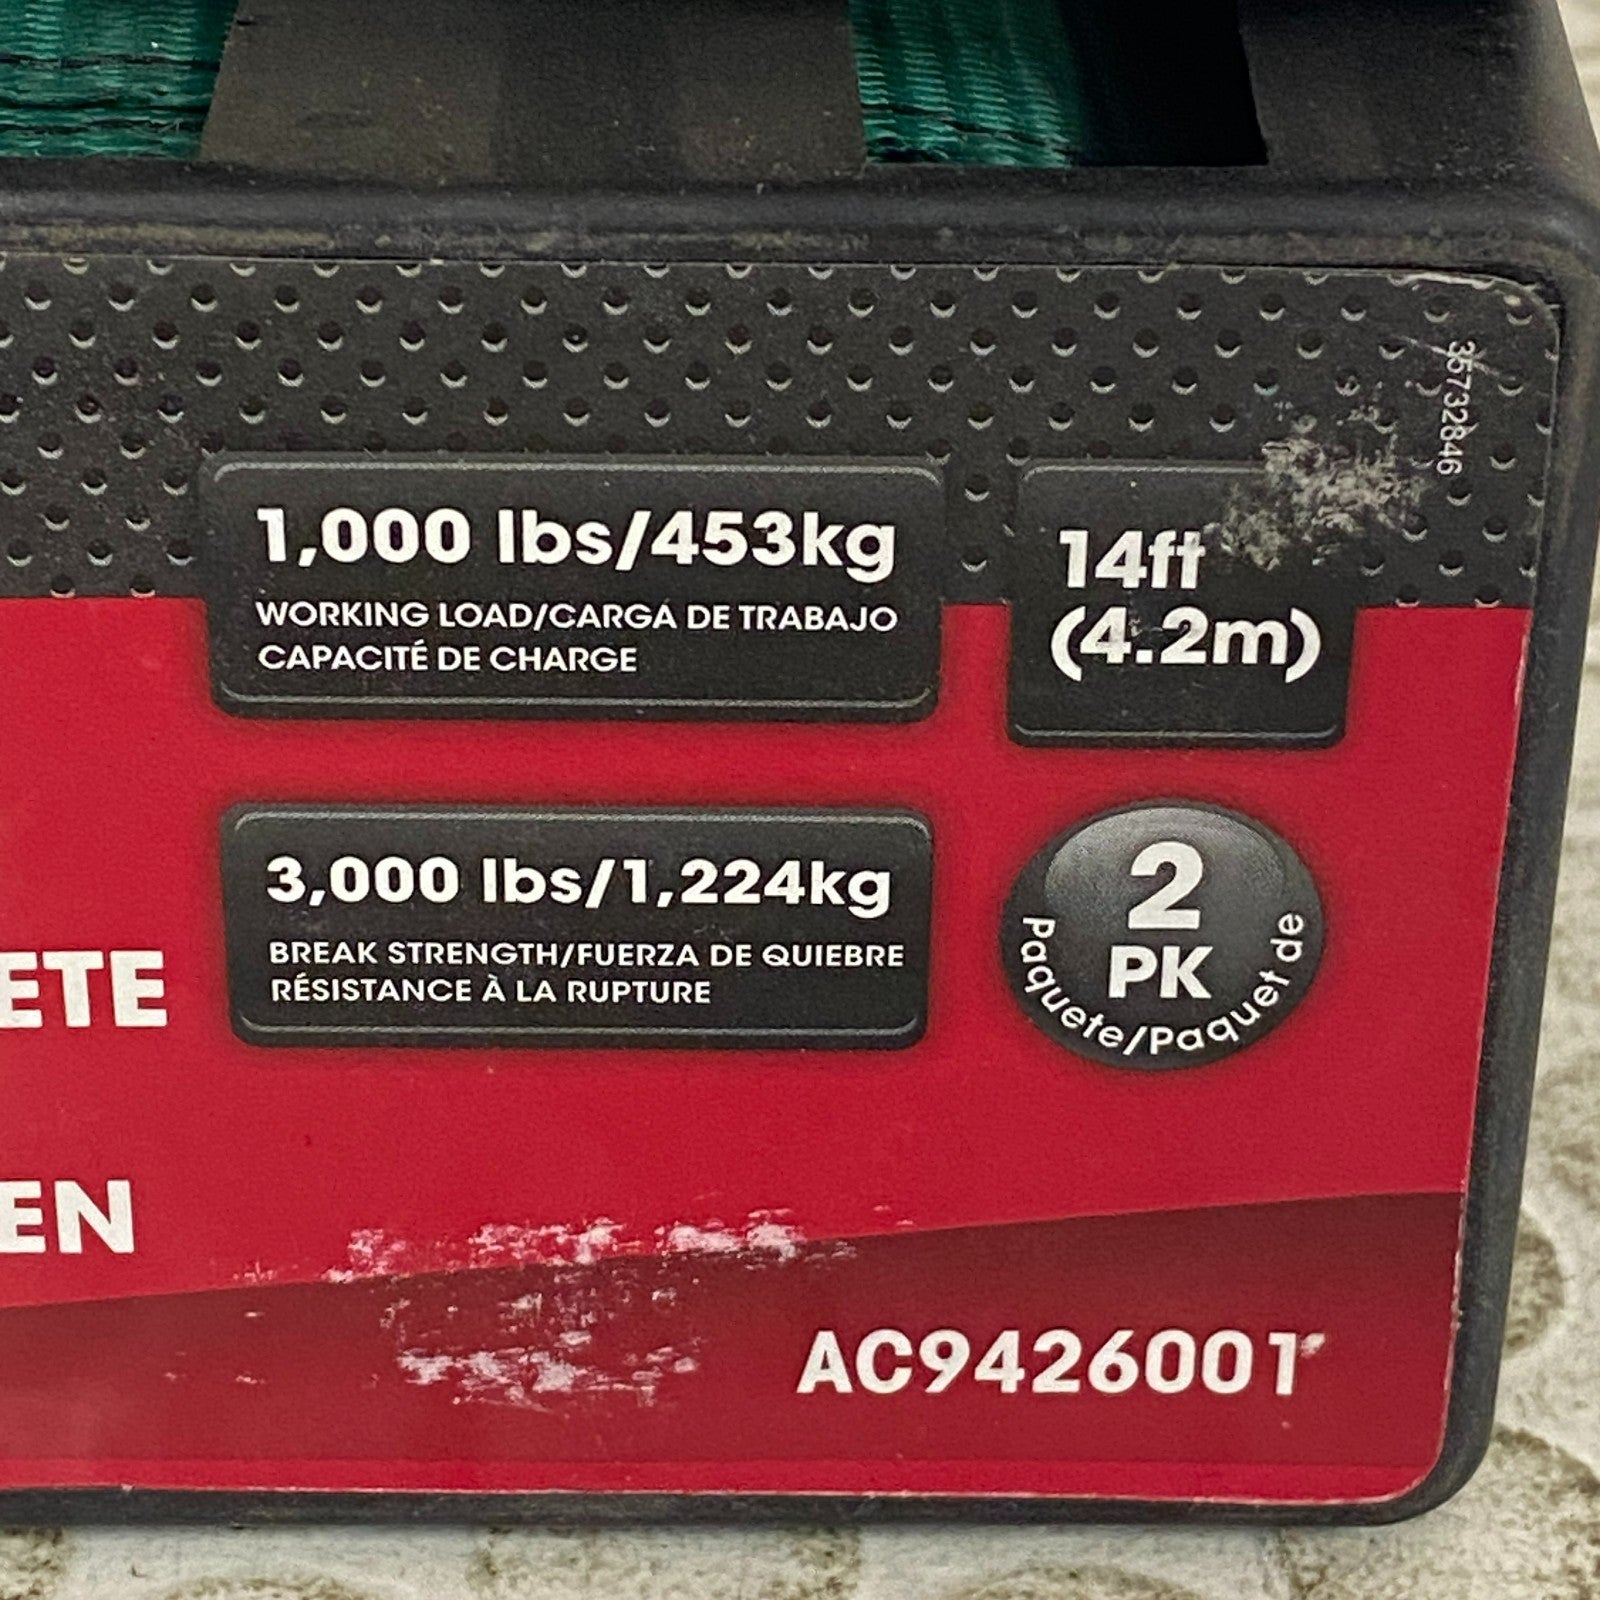 35732846
1,000 lbs/453kg
WORKING LOAD/CARGA DE TRABAJO
CAPACITÉ DE CHARGE
14ft
(4.2m)
3,000 lbs/1,224kg
BREAK STRENGTH/FUERZA DE QUIEBRE
RÉSISTANCE À LA RUPTURE
2
PK
Paquete/Paquet de
ETE
EN
AC9426001